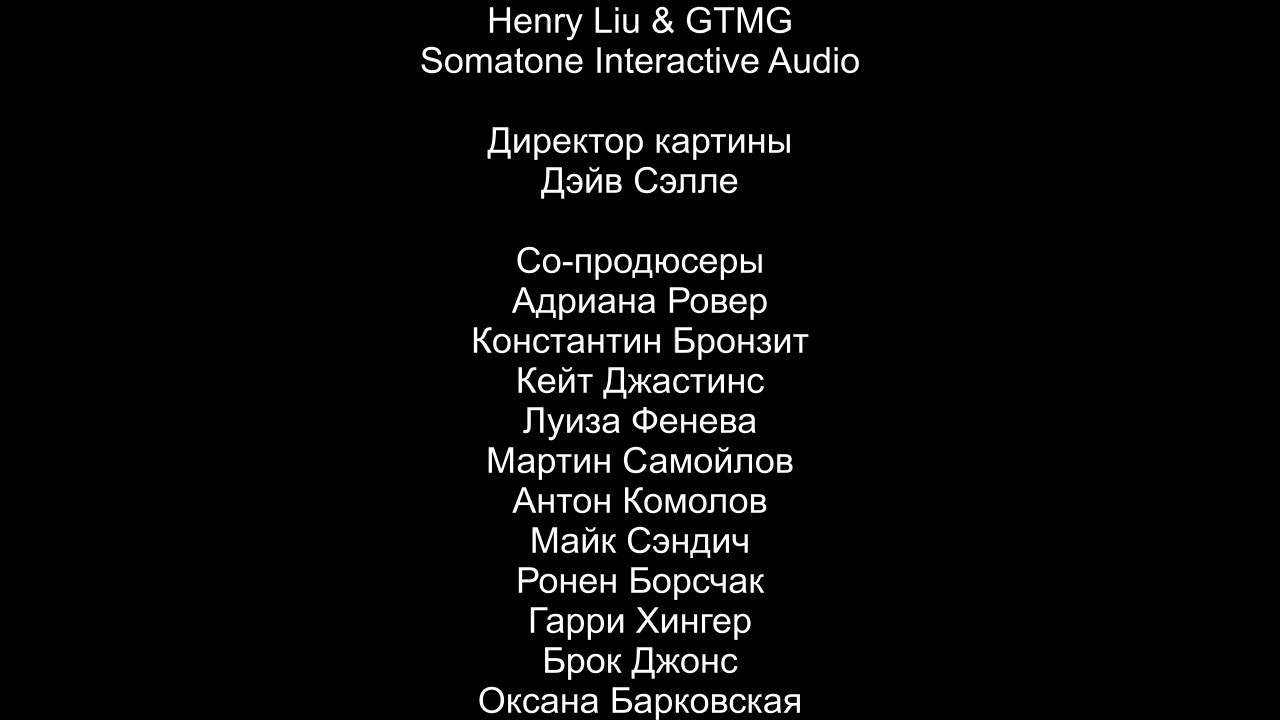 Henry Liu & GTMG
Somatone Interactive Audio
Директор картины
Дэйв Сэлле
Со-продюсеры
Адриана Ровер
Константин Бронзит
Кейт Джастинс
Луиза Фенева
Мартин Самойлов
Антон Комолов
Майк Сэндич
Ронен Борсчак
Гарри Хингер
Брок Джонс
Оксана Барковская